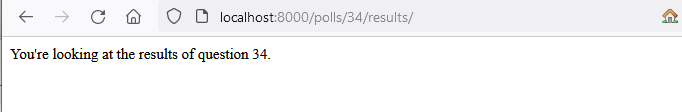 localhost:8000/polls/34/results/
You're looking at the results of question 34.